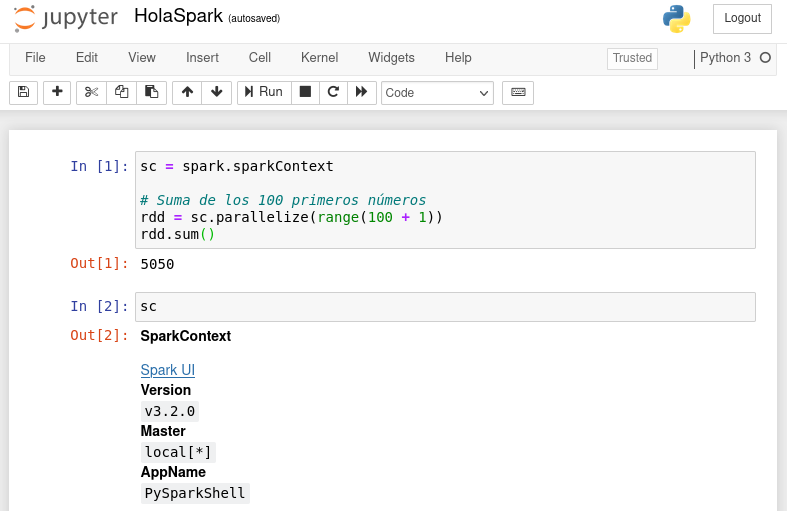 jupyter HolaSpark (autosaved) Logout
File Edit View Insert Cell Kernel Widgets Help Trusted Python 3
Run Code
In [1]: sc = spark.sparkContext
# Suma de los 100 primeros números
rdd = sc.parallelize(range(100 + 1))
rdd.sum()
Out[1]: 5050
In [2]: sc
Out[2]: SparkContext
Spark UI
Version
v3.2.0
Master
local[*]
AppName
PySparkShell